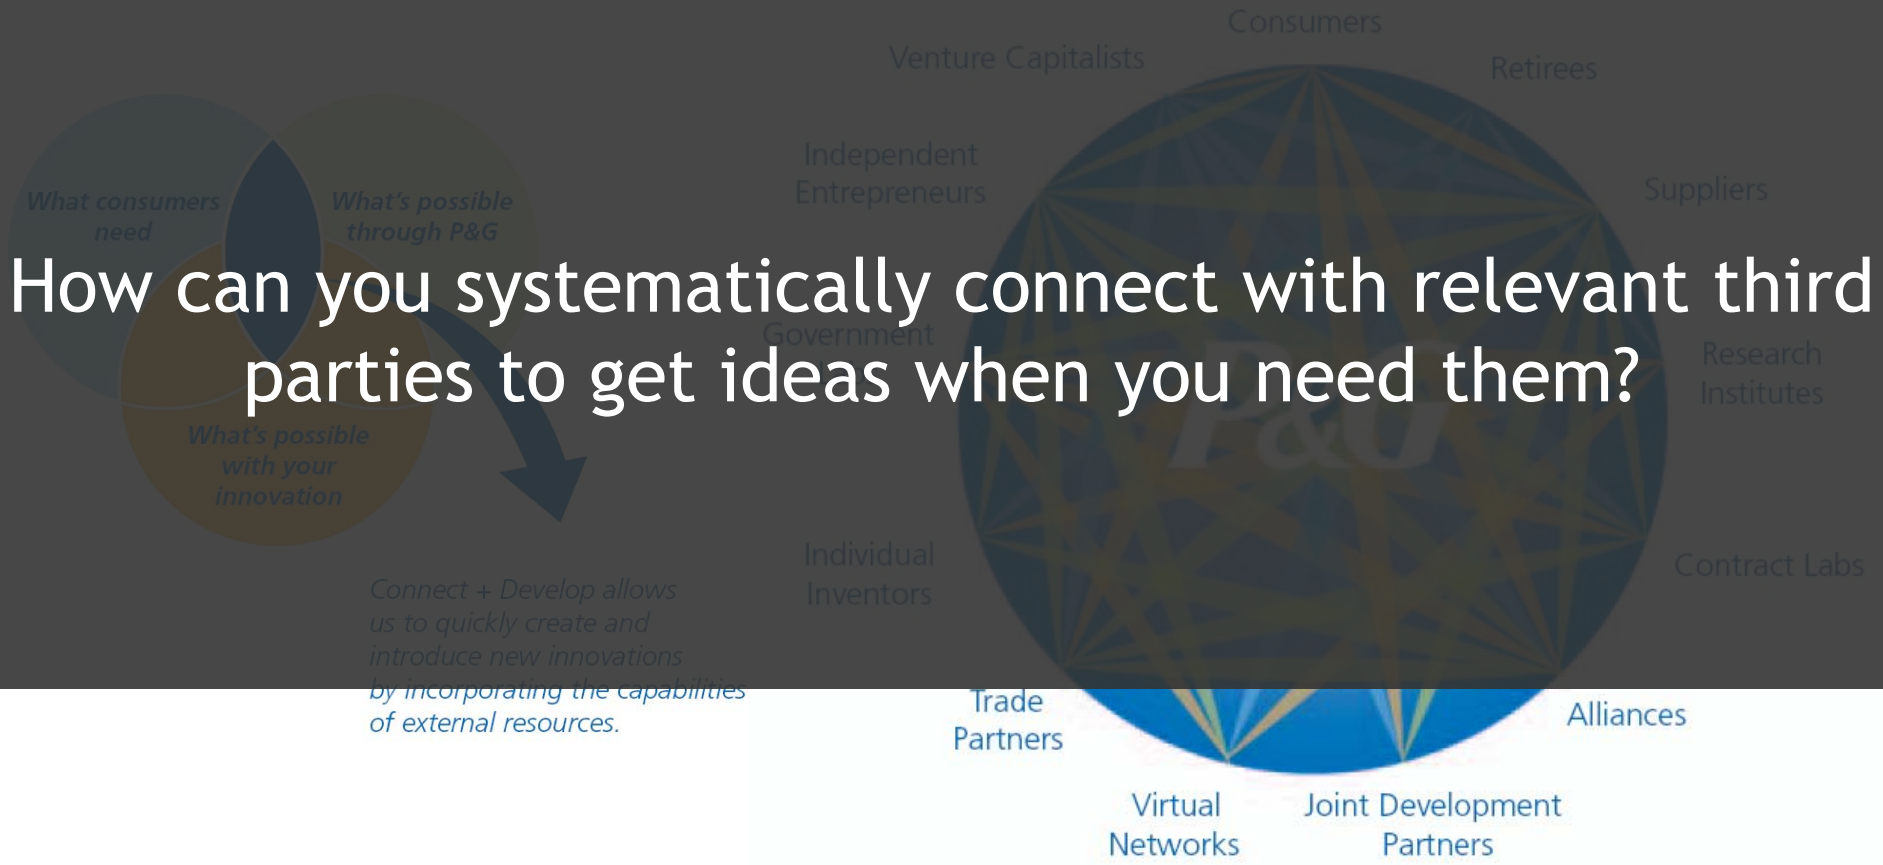 How can you systematically connect with relevant third
parties to get ideas when you need them?
What consumers
need
What's possible
through P&G
What's possible
with your
innovation
Connect + Develop allows
us to quickly create and
introduce new innovations
by incorporating the capabilities
of external resources.
Consumers
Venture Capitalists
Retirees
Independent
Entrepreneurs
Suppliers
Government
P&G
Research
Institutes
Individual
Inventors
Contract Labs
Trade
Partners
Alliances
Virtual
Networks
Joint Development
Partners